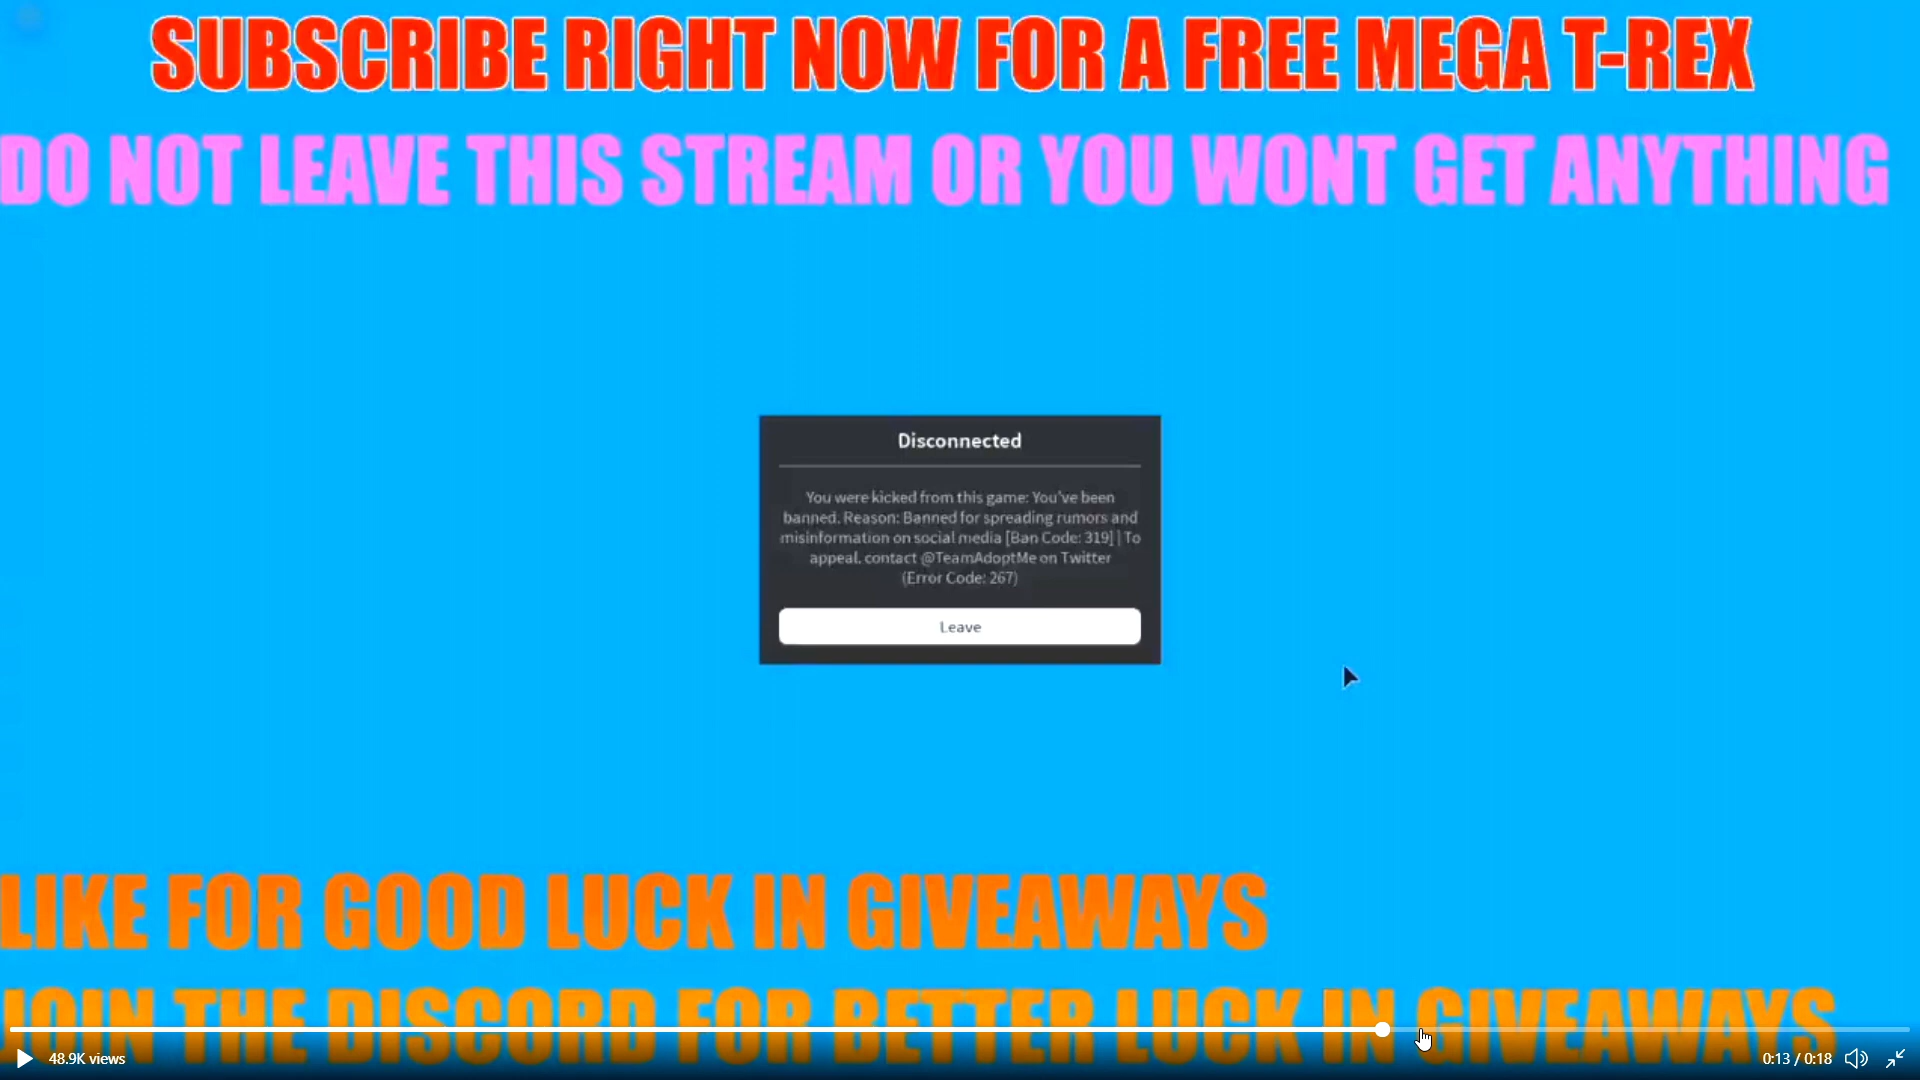 SUBSCRIBE RIGHT NOW FOR A FREE MEGA T-REX
DO NOT LEAVE THIS STREAM OR YOU WONT GET ANYTHING
Disconnected
You were kicked from this game: You've been
banned. Reason: Banned for spreading rumors and
misinformation on social media [Ban Code: 319] | To
appeal, contact @TeamAdoptMe on Twitter
(Error Code: 267)
Leave
LIKE FOR GOOD LUCK IN GIVEAWAYS
JOIN THE DISCORD FOR BETTER LUCK IN GIVEAWAYS
48.9K views
0:13 / 0:18